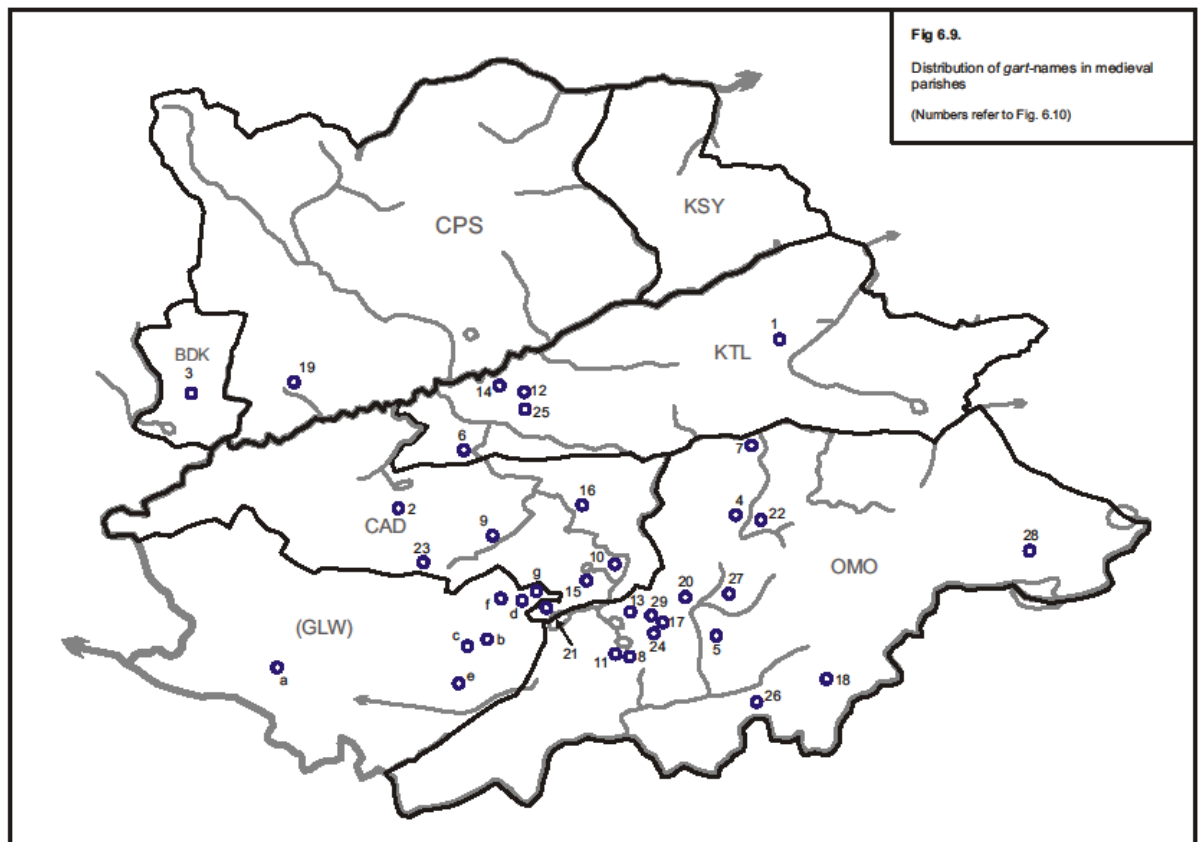 Fig 6.9.
Distribution of gart-names in medieval
parishes
(Numbers refer to Fig. 6.10)
CPS
KSY
KTL
1
BDK
3
19
14
12
25
6
7
2
CAD
16
4
22
9
23
10
15
OMO
28
g
f
d
21
13
29
17
24
20
27
5
(GLW)
c
b
a
e
11
8
18
26